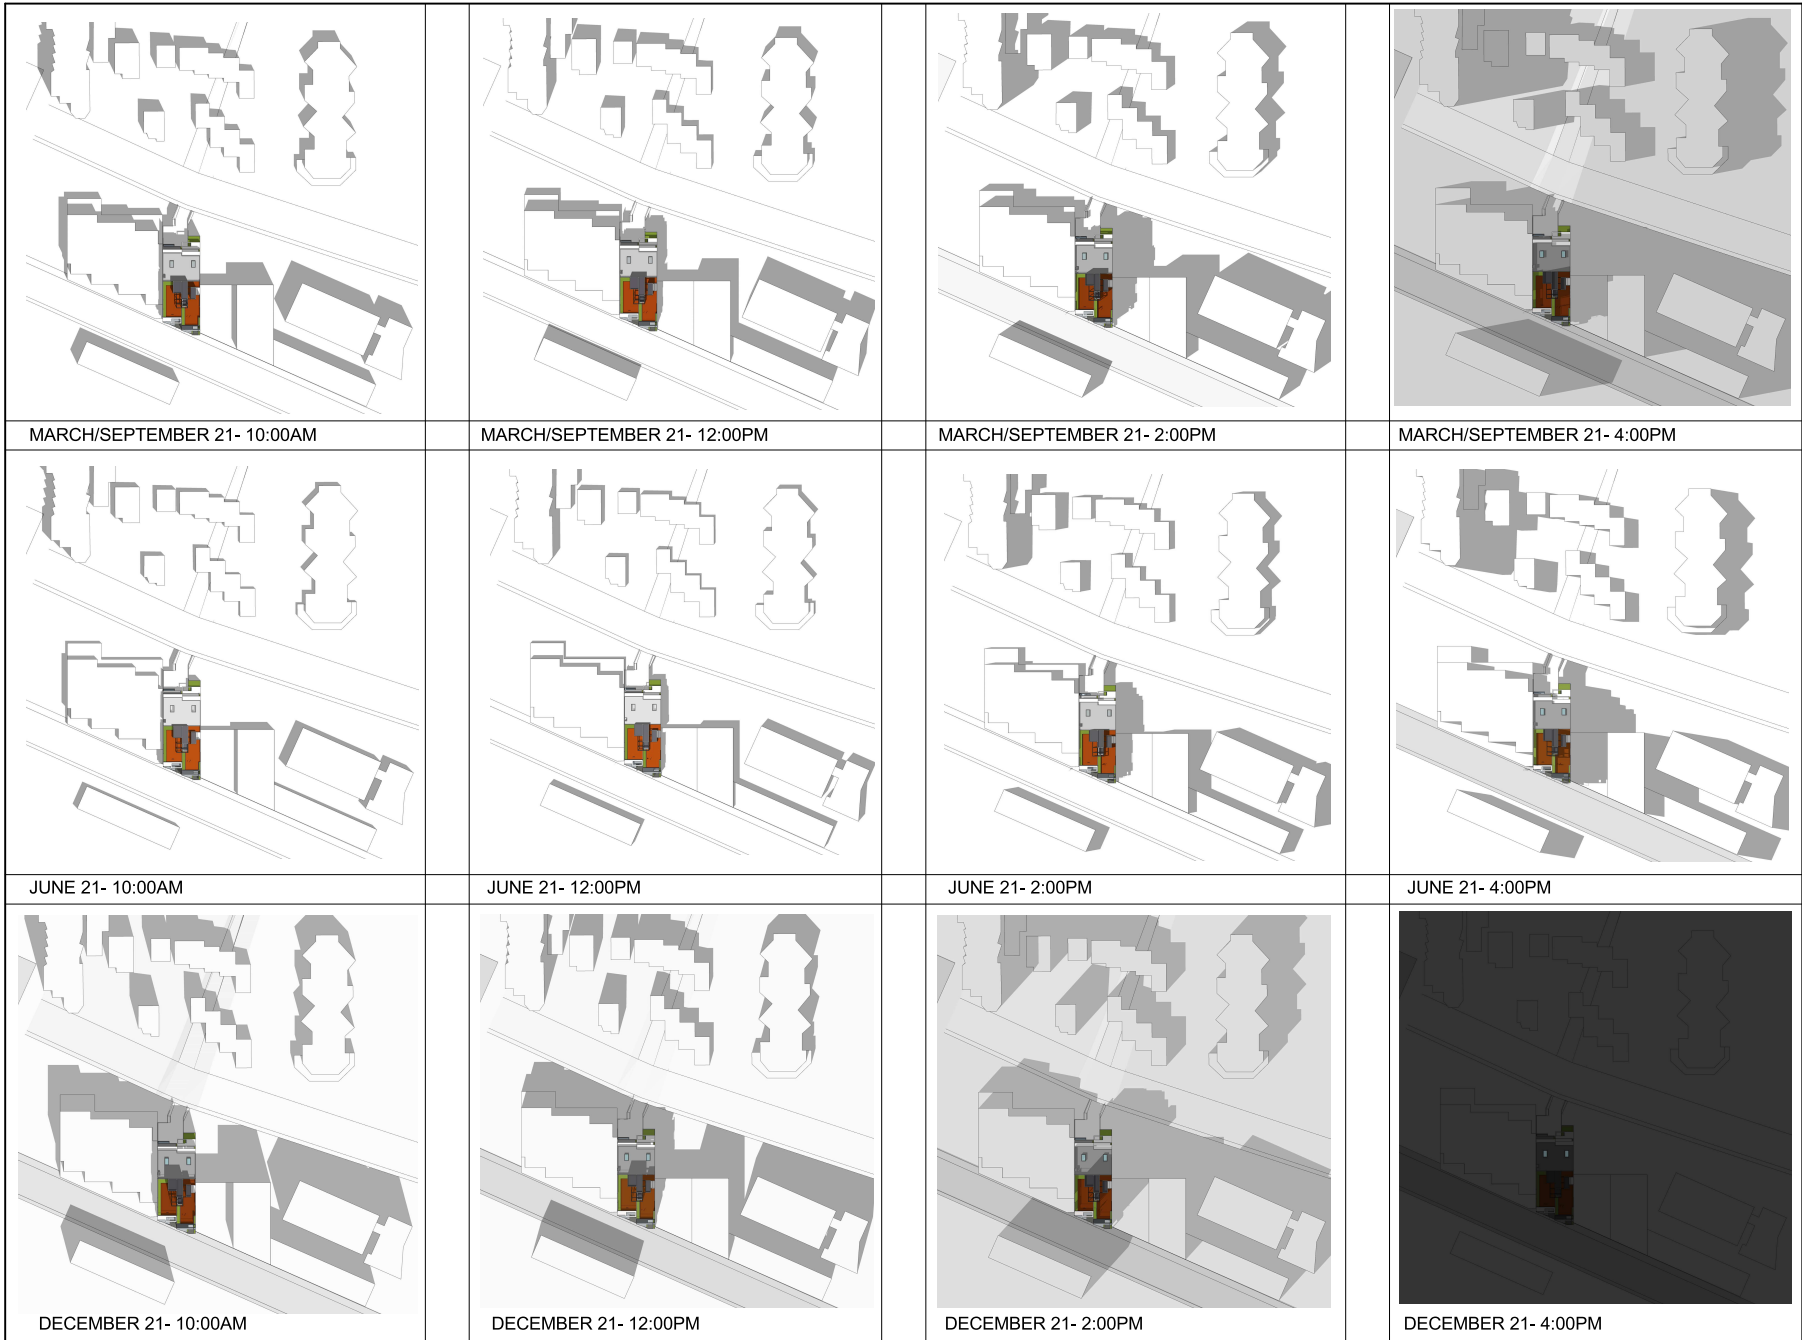 MARCH/SEPTEMBER 21- 10:00AM
MARCH/SEPTEMBER 21- 12:00PM
MARCH/SEPTEMBER 21- 2:00PM
MARCH/SEPTEMBER 21- 4:00PM
JUNE 21- 10:00AM
JUNE 21- 12:00PM
JUNE 21- 2:00PM
JUNE 21- 4:00PM
DECEMBER 21- 10:00AM
DECEMBER 21- 12:00PM
DECEMBER 21- 2:00PM
DECEMBER 21- 4:00PM